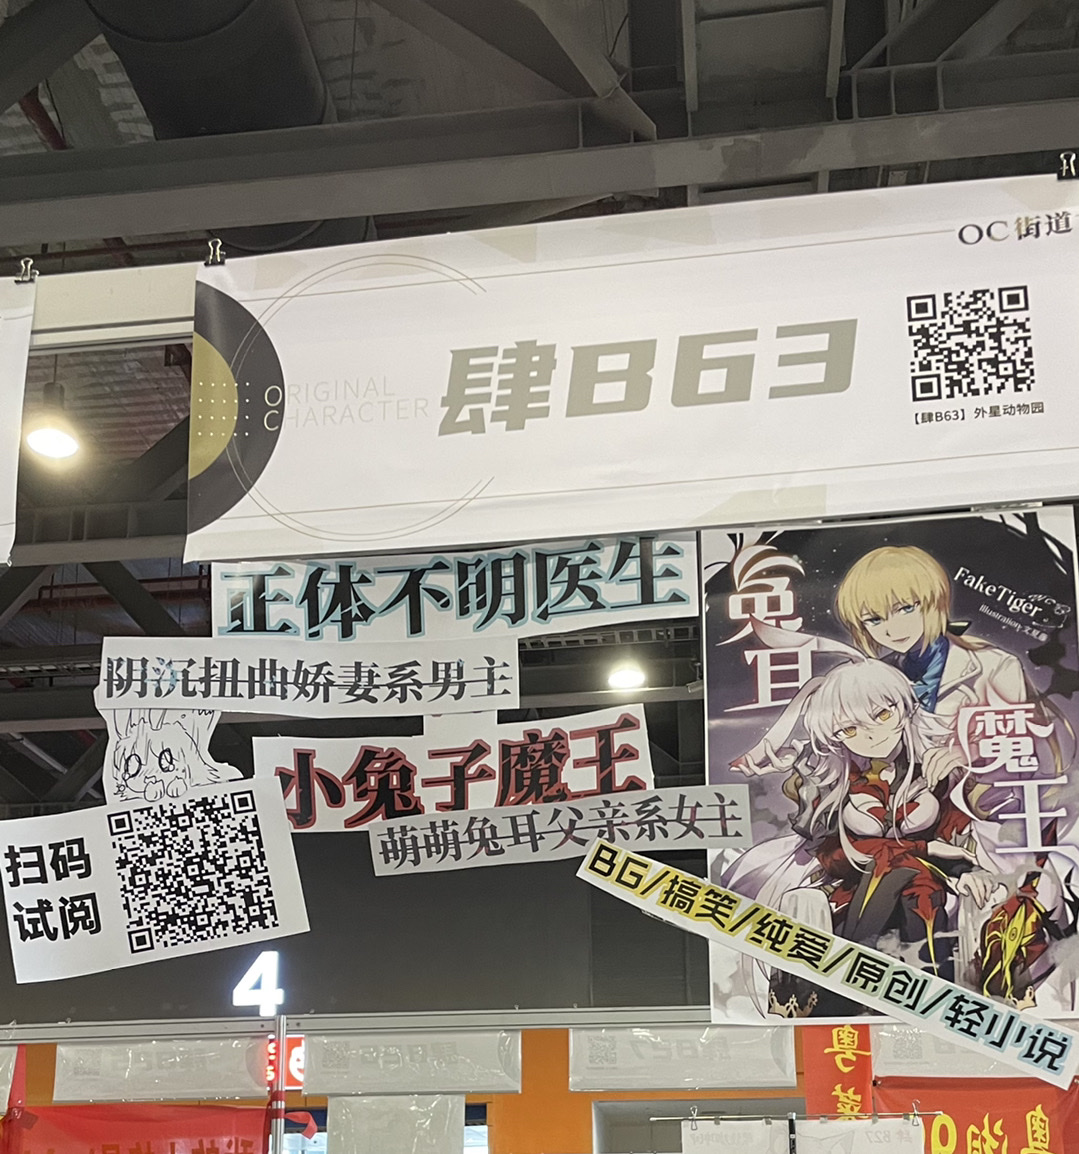 OC街道
ORIGINAL
CHARACTER
肆B63
【肆B63】外星动物园
正体不明医生
阴沉扭曲娇妻系男主
小兔子魔王
萌萌兔耳父亲系女主
扫码
试阅
兔耳
魔王
FakeTiger
BG/搞笑/纯爱/原创/轻小说
4
粤
粤湘